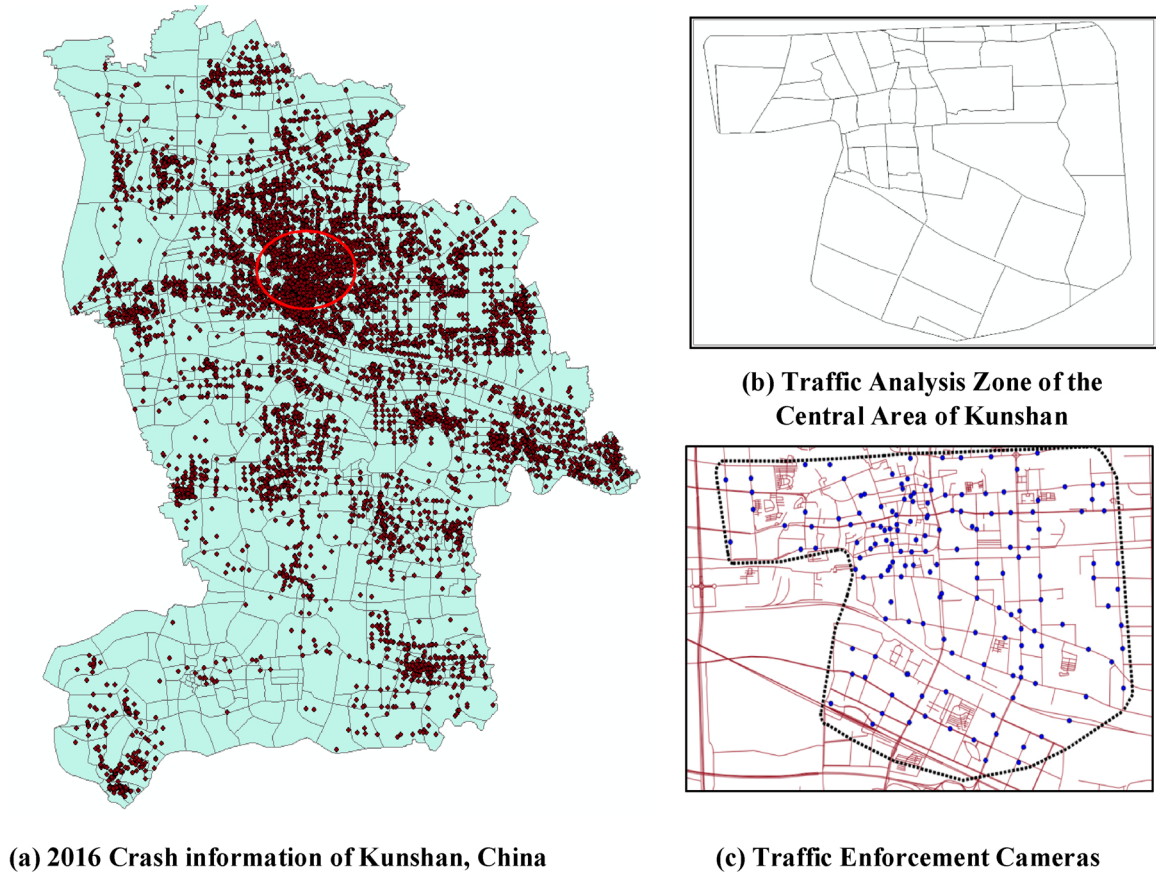 (b) Traffic Analysis Zone of the
Central Area of Kunshan
(a) 2016 Crash information of Kunshan, China
(c) Traffic Enforcement Cameras